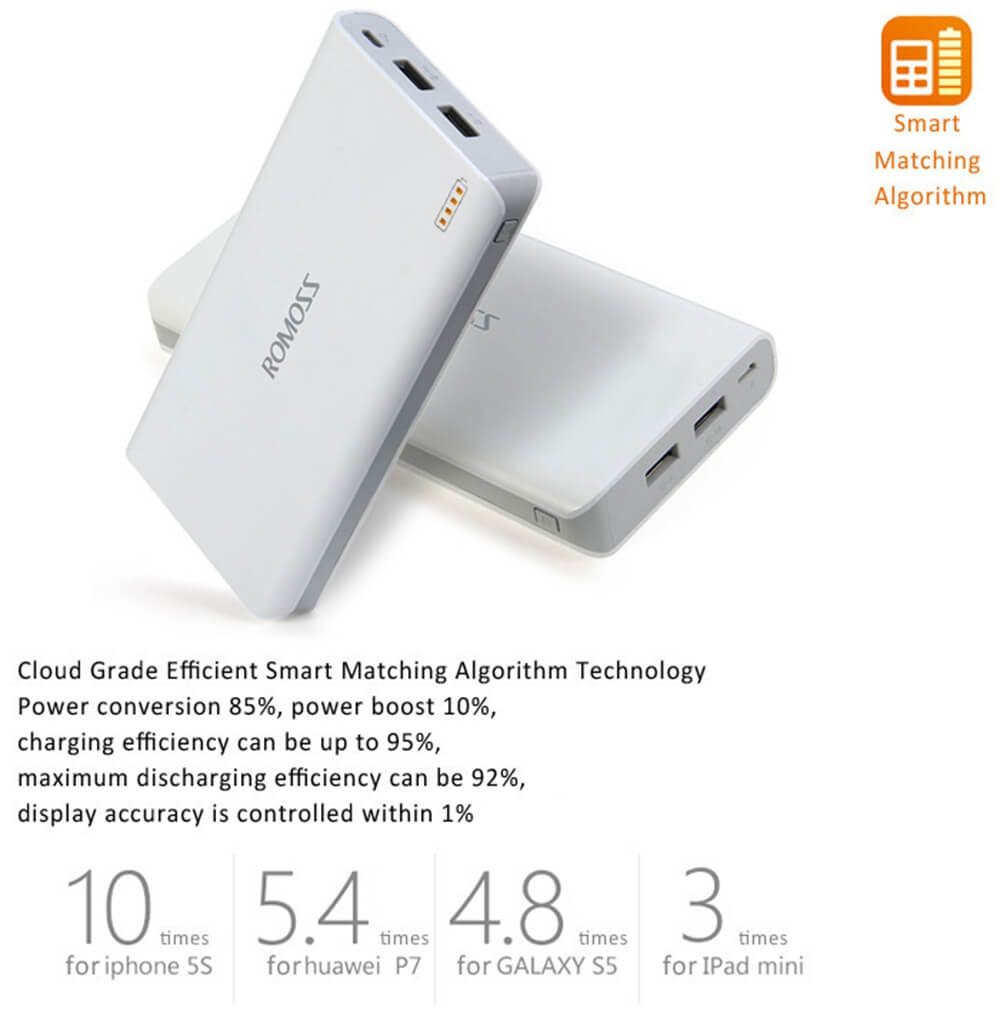 Smart
Matching
Algorithm
ROMOSS
Cloud Grade Efficient Smart Matching Algorithm Technology
Power conversion 85%, power boost 10%,
charging efficiency can be up to 95%,
maximum discharging efficiency can be 92%,
display accuracy is controlled within 1%
10 times
for iphone 5S
5.4 times
for huawei P7
4.8 times
for GALAXY S5
3 times
for IPad mini